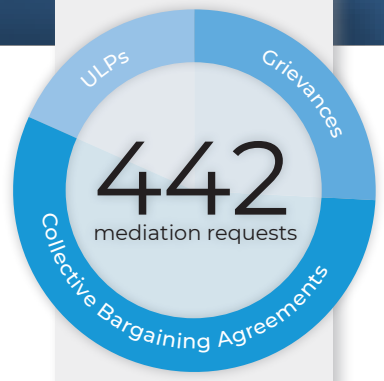 ULPs
Grievances
442
mediation requests
Collective Bargaining Agreements